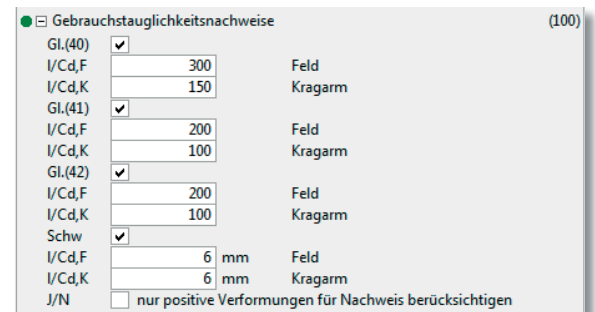 Gebrauchstauglichkeitsnachweise (100)
Gl.(40)
l/Cd,F 300 Feld
l/Cd,K 150 Kragarm
Gl.(41)
l/Cd,F 200 Feld
l/Cd,K 100 Kragarm
Gl.(42)
l/Cd,F 200 Feld
l/Cd,K 100 Kragarm
Schw
l/Cd,F 6 mm Feld
l/Cd,K 6 mm Kragarm
J/N nur positive Verformungen für Nachweis berücksichtigen